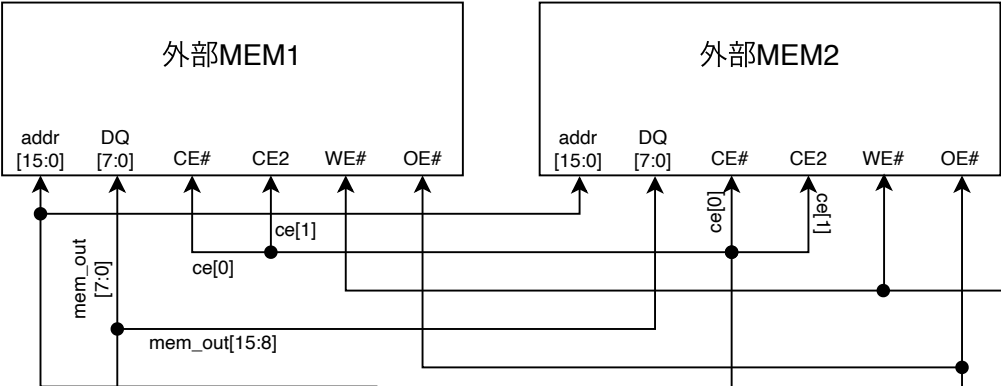 外部MEM1
外部MEM2
addr
[15:0]
DQ
[7:0]
CE#
CE2
WE#
OE#
addr
[15:0]
DQ
[7:0]
CE#
CE2
WE#
OE#
ce[0]
ce[1]
ce[1]
ce[0]
mem_out
[7:0]
mem_out[15:8]